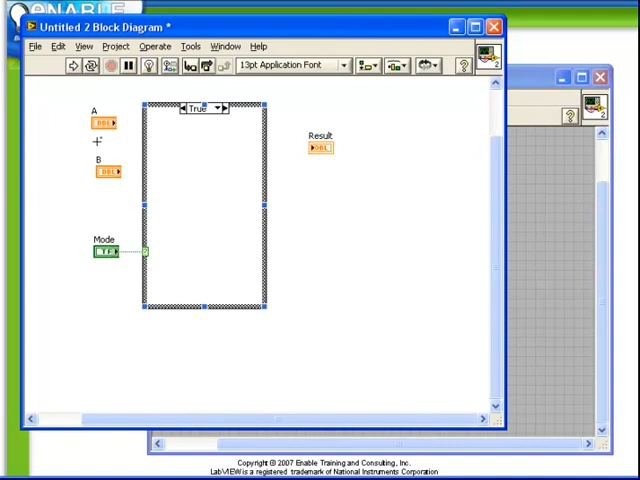 ENABLE
Untitled 2 Block Diagram *
File Edit View Project Operate Tools Window Help
13pt Application Font
A
DBL
B
DBL
Mode
TF
True
?
Result
DBL
Copyright © 2007 Enable Training and Consulting, Inc.
LabVIEW is a registered trademark of National Instruments Corporation